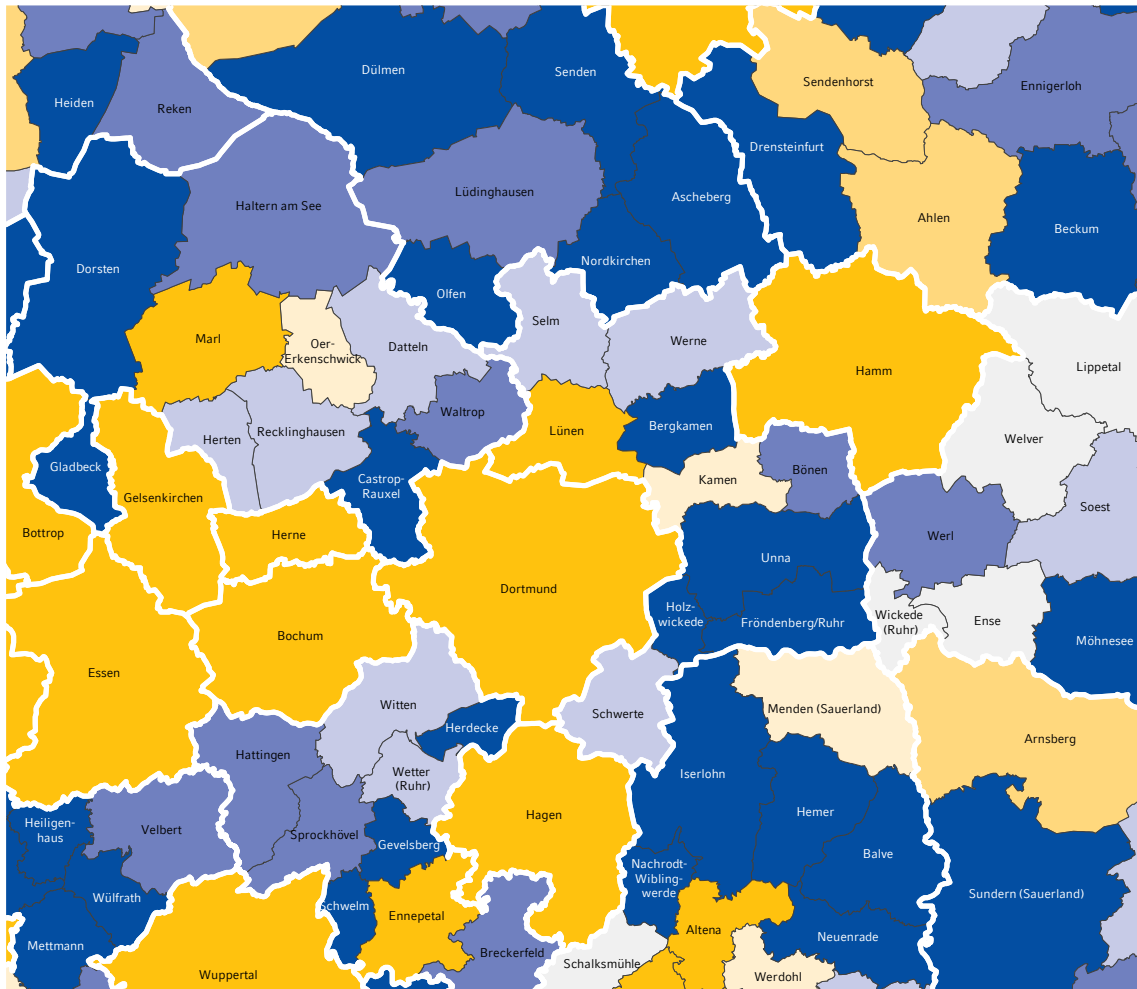 Dülmen
Senden
Sendenhorst
Ennigerloh
Heiden
Reken
Drensteinfurt
Lüdinghausen
Ascheberg
Haltern am See
Ahlen
Beckum
Dorsten
Nordkirchen
Olfen
Selm
Marl
Oer-
Erkenschwick
Datteln
Werne
Lippetal
Hamm
Waltrop
Bergkamen
Herten
Recklinghausen
Lünen
Welver
Gladbeck
Castrop-
Rauxel
Kamen
Bönen
Gelsenkirchen
Soest
Bottrop
Herne
Werl
Unna
Dortmund
Holz-
wickede
Fröndenberg/Ruhr
Wickede
(Ruhr)
Ense
Bochum
Möhnesee
Essen
Witten
Schwerte
Menden (Sauerland)
Herdecke
Arnsberg
Hattingen
Wetter
(Ruhr)
Iserlohn
Heiligen-
haus
Velbert
Sprockhövel
Hagen
Hemer
Gevelsberg
Balve
Nachrodt-
Wibling-
werde
Wülfrath
Schwelm
Ennepetal
Sundern (Sauerland)
Altena
Neuenrade
Mettmann
Breckerfeld
Schalksmühle
Wuppertal
Werdohl